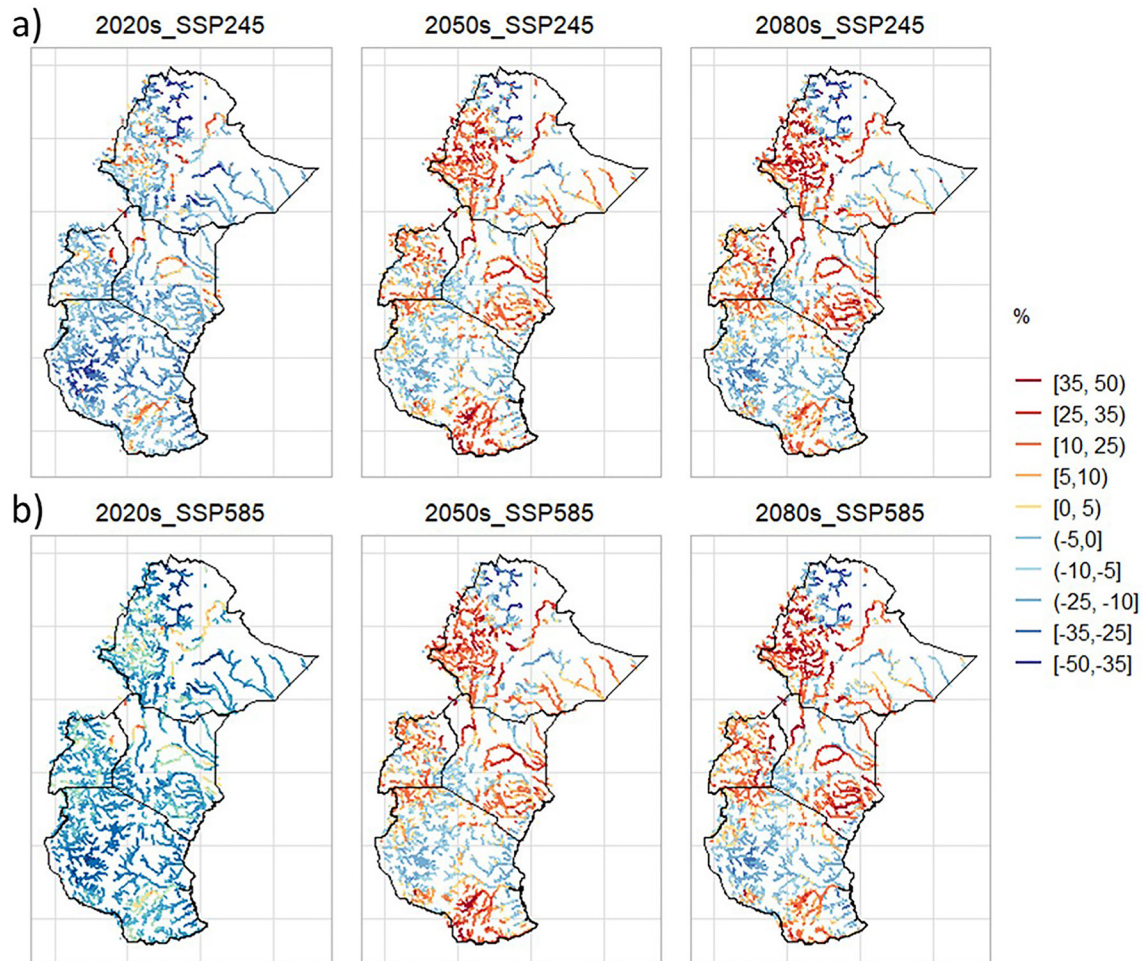 a)
2020s_SSP245
2050s_SSP245
2080s_SSP245
%
[35, 50)
[25, 35)
[10, 25)
[5,10)
[0, 5)
(-5,0]
(-10,-5]
(-25, -10]
[-35,-25]
[-50,-35]
b)
2020s_SSP585
2050s_SSP585
2080s_SSP585